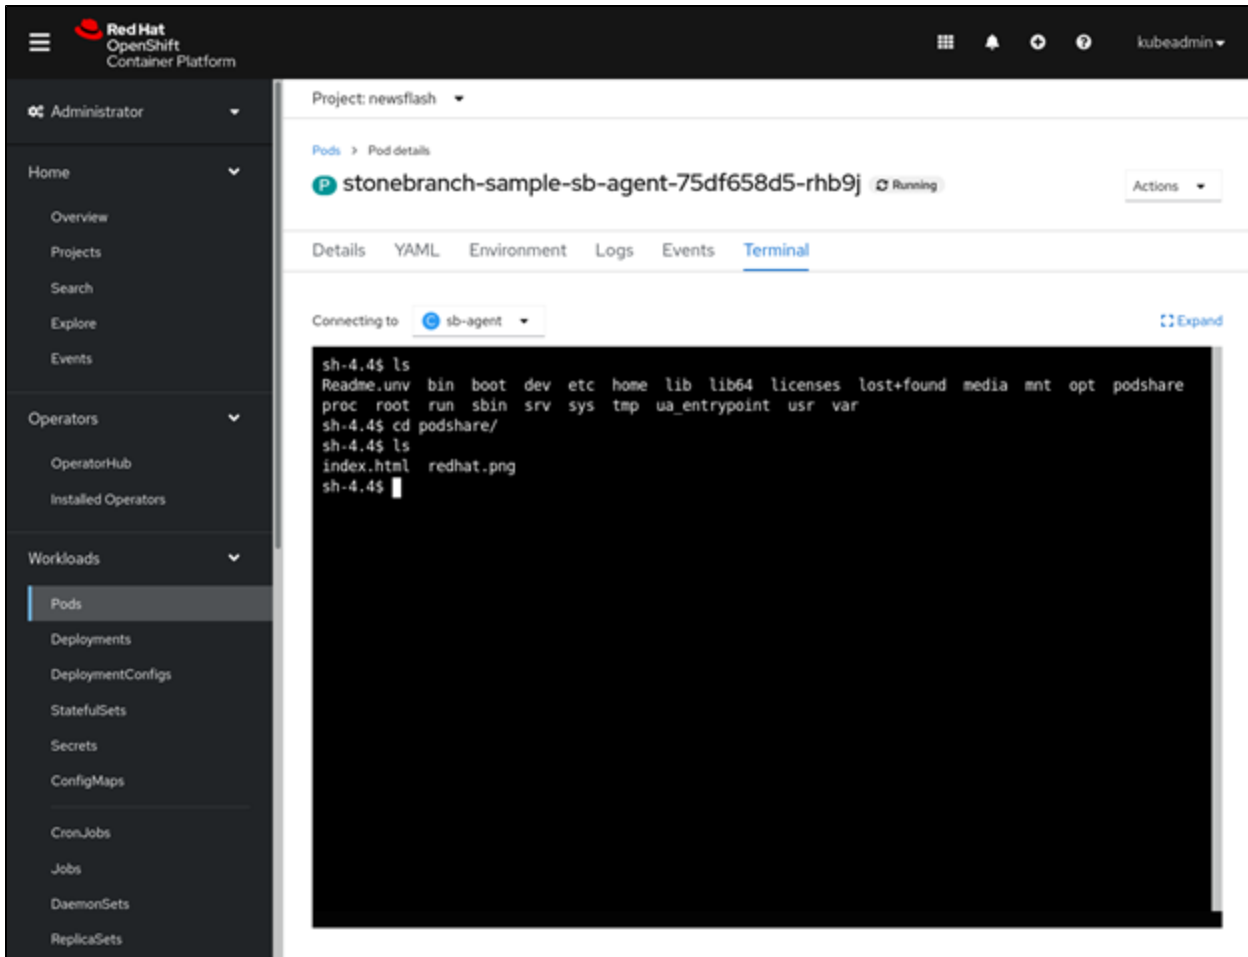 Red Hat
OpenShift
Container Platform
kubeadmin
Administrator
Home
Overview
Projects
Search
Explore
Events
Operators
OperatorHub
Installed Operators
Workloads
Pods
Deployments
DeploymentConfigs
StatefulSets
Secrets
ConfigMaps
CronJobs
Jobs
DaemonSets
ReplicaSets
Project: newsflash
Pods > Pod details
P stonebranch-sample-sb-agent-75df658d5-rhb9j Running
Actions
Details YAML Environment Logs Events Terminal
Connecting to C sb-agent
Expand
sh-4.4$ ls
Readme.unv bin boot dev etc home lib lib64 licenses lost+found media mnt opt podshare
proc root run sbin srv sys tmp ua_entrypoint usr var
sh-4.4$ cd podshare/
sh-4.4$ ls
index.html redhat.png
sh-4.4$